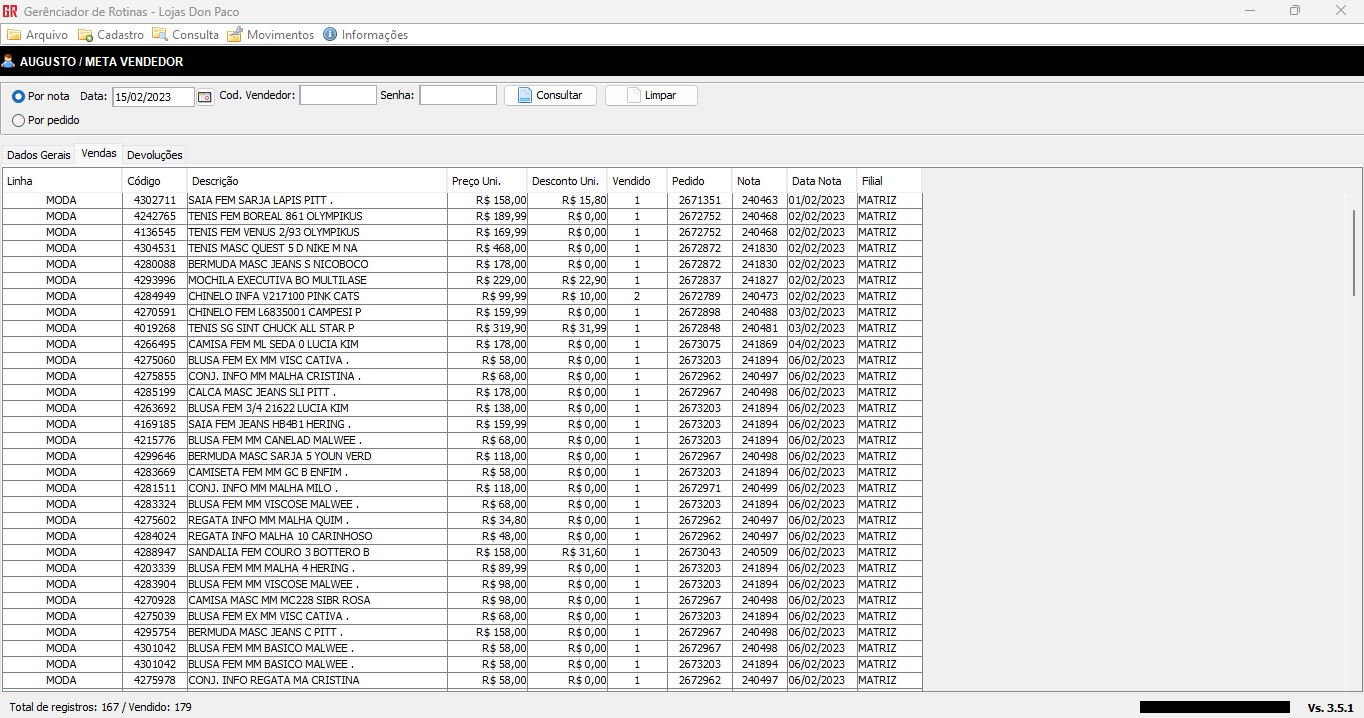 GR Gerênciador de Rotinas - Lojas Don Paco
Arquivo Cadastro Consulta Movimentos Informações
AUGUSTO / META VENDEDOR
Por nota Data: 15/02/2023 Cod. Vendedor: Senha: Consultar Limpar
Por pedido
Dados Gerais Vendas Devoluções
Linha Código Descrição Preço Uni. Desconto Uni. Vendido Pedido Nota Data Nota Filial
MODA 4302711 SAIA FEM SARJA LAPIS PITT . R$ 158,00 R$ 15,80 1 2671351 240463 01/02/2023 MATRIZ
MODA 4242765 TENIS FEM BOREAL 861 OLYMPIKUS R$ 189,99 R$ 0,00 1 2672752 240468 02/02/2023 MATRIZ
MODA 4136545 TENIS FEM VENUS 2/93 OLYMPIKUS R$ 169,99 R$ 0,00 1 2672752 240468 02/02/2023 MATRIZ
MODA 4304531 TENIS MASC QUEST 5 D NIKE M NA R$ 468,00 R$ 0,00 1 2672872 241830 02/02/2023 MATRIZ
MODA 4280088 BERMUDA MASC JEANS S NICOBOCO R$ 178,00 R$ 0,00 1 2672872 241830 02/02/2023 MATRIZ
MODA 4293996 MOCHILA EXECUTIVA BO MULTILASE R$ 229,00 R$ 22,90 1 2672837 241827 02/02/2023 MATRIZ
MODA 4284949 CHINELO INFA V217100 PINK CATS R$ 99,99 R$ 10,00 2 2672789 240473 02/02/2023 MATRIZ
MODA 4270591 CHINELO FEM L6835001 CAMPESI P R$ 159,99 R$ 0,00 1 2672898 240488 03/02/2023 MATRIZ
MODA 4019268 TENIS SG SINT CHUCK ALL STAR P R$ 319,90 R$ 31,99 1 2672848 240481 03/02/2023 MATRIZ
MODA 4266495 CAMISA FEM ML SEDA 0 LUCIA KIM R$ 178,00 R$ 0,00 1 2673075 241869 04/02/2023 MATRIZ
MODA 4275060 BLUSA FEM EX MM VISC CATIVA . R$ 58,00 R$ 0,00 1 2673203 241894 06/02/2023 MATRIZ
MODA 4275855 CONJ. INFO MM MALHA CRISTINA . R$ 68,00 R$ 0,00 1 2672962 240497 06/02/2023 MATRIZ
MODA 4285199 CALCA MASC JEANS SLI PITT . R$ 178,00 R$ 0,00 1 2672967 240498 06/02/2023 MATRIZ
MODA 4263692 BLUSA FEM 3/4 21622 LUCIA KIM R$ 138,00 R$ 0,00 1 2673203 241894 06/02/2023 MATRIZ
MODA 4169185 SAIA FEM JEANS HB4B1 HERING . R$ 159,99 R$ 0,00 1 2673203 241894 06/02/2023 MATRIZ
MODA 4215776 BLUSA FEM MM CANELAD MALWEE . R$ 68,00 R$ 0,00 1 2673203 241894 06/02/2023 MATRIZ
MODA 4299646 BERMUDA MASC SARJA 5 YOUN VERD R$ 118,00 R$ 0,00 1 2672967 240498 06/02/2023 MATRIZ
MODA 4283669 CAMISETA FEM MM GC B ENFIM . R$ 58,00 R$ 0,00 1 2673203 241894 06/02/2023 MATRIZ
MODA 4281511 CONJ. INFO MM MALHA MILO . R$ 118,00 R$ 0,00 1 2672971 240499 06/02/2023 MATRIZ
MODA 4283324 BLUSA FEM MM VISCOSE MALWEE . R$ 68,00 R$ 0,00 1 2673203 241894 06/02/2023 MATRIZ
MODA 4275602 REGATA INFO MM MALHA QUIM . R$ 34,80 R$ 0,00 1 2672962 240497 06/02/2023 MATRIZ
MODA 4284024 REGATA INFO MALHA 10 CARINHOSO R$ 48,00 R$ 0,00 1 2672962 240497 06/02/2023 MATRIZ
MODA 4288947 SANDALIA FEM COURO 3 BOTTERO B R$ 158,00 R$ 31,60 1 2673043 240509 06/02/2023 MATRIZ
MODA 4203339 BLUSA FEM MM MALHA 4 HERING . R$ 89,99 R$ 0,00 1 2673203 241894 06/02/2023 MATRIZ
MODA 4283904 BLUSA FEM MM VISCOSE MALWEE . R$ 98,00 R$ 0,00 1 2673203 241894 06/02/2023 MATRIZ
MODA 4270928 CAMISA MASC MM MC228 SIBR ROSA R$ 98,00 R$ 0,00 1 2672967 240498 06/02/2023 MATRIZ
MODA 4275039 BLUSA FEM EX MM VISC CATIVA . R$ 68,00 R$ 0,00 1 2673203 241894 06/02/2023 MATRIZ
MODA 4295754 BERMUDA MASC JEANS C PITT . R$ 158,00 R$ 0,00 1 2672967 240498 06/02/2023 MATRIZ
MODA 4301042 BLUSA FEM MM BASICO MALWEE . R$ 58,00 R$ 0,00 1 2672967 240498 06/02/2023 MATRIZ
MODA 4301042 BLUSA FEM MM BASICO MALWEE . R$ 58,00 R$ 0,00 1 2673203 241894 06/02/2023 MATRIZ
MODA 4275978 CONJ. INFO REGATA MA CRISTINA R$ 58,00 R$ 0,00 1 2672962 240497 06/02/2023 MATRIZ
Total de registros: 167 / Vendido: 179 Vs. 3.5.1